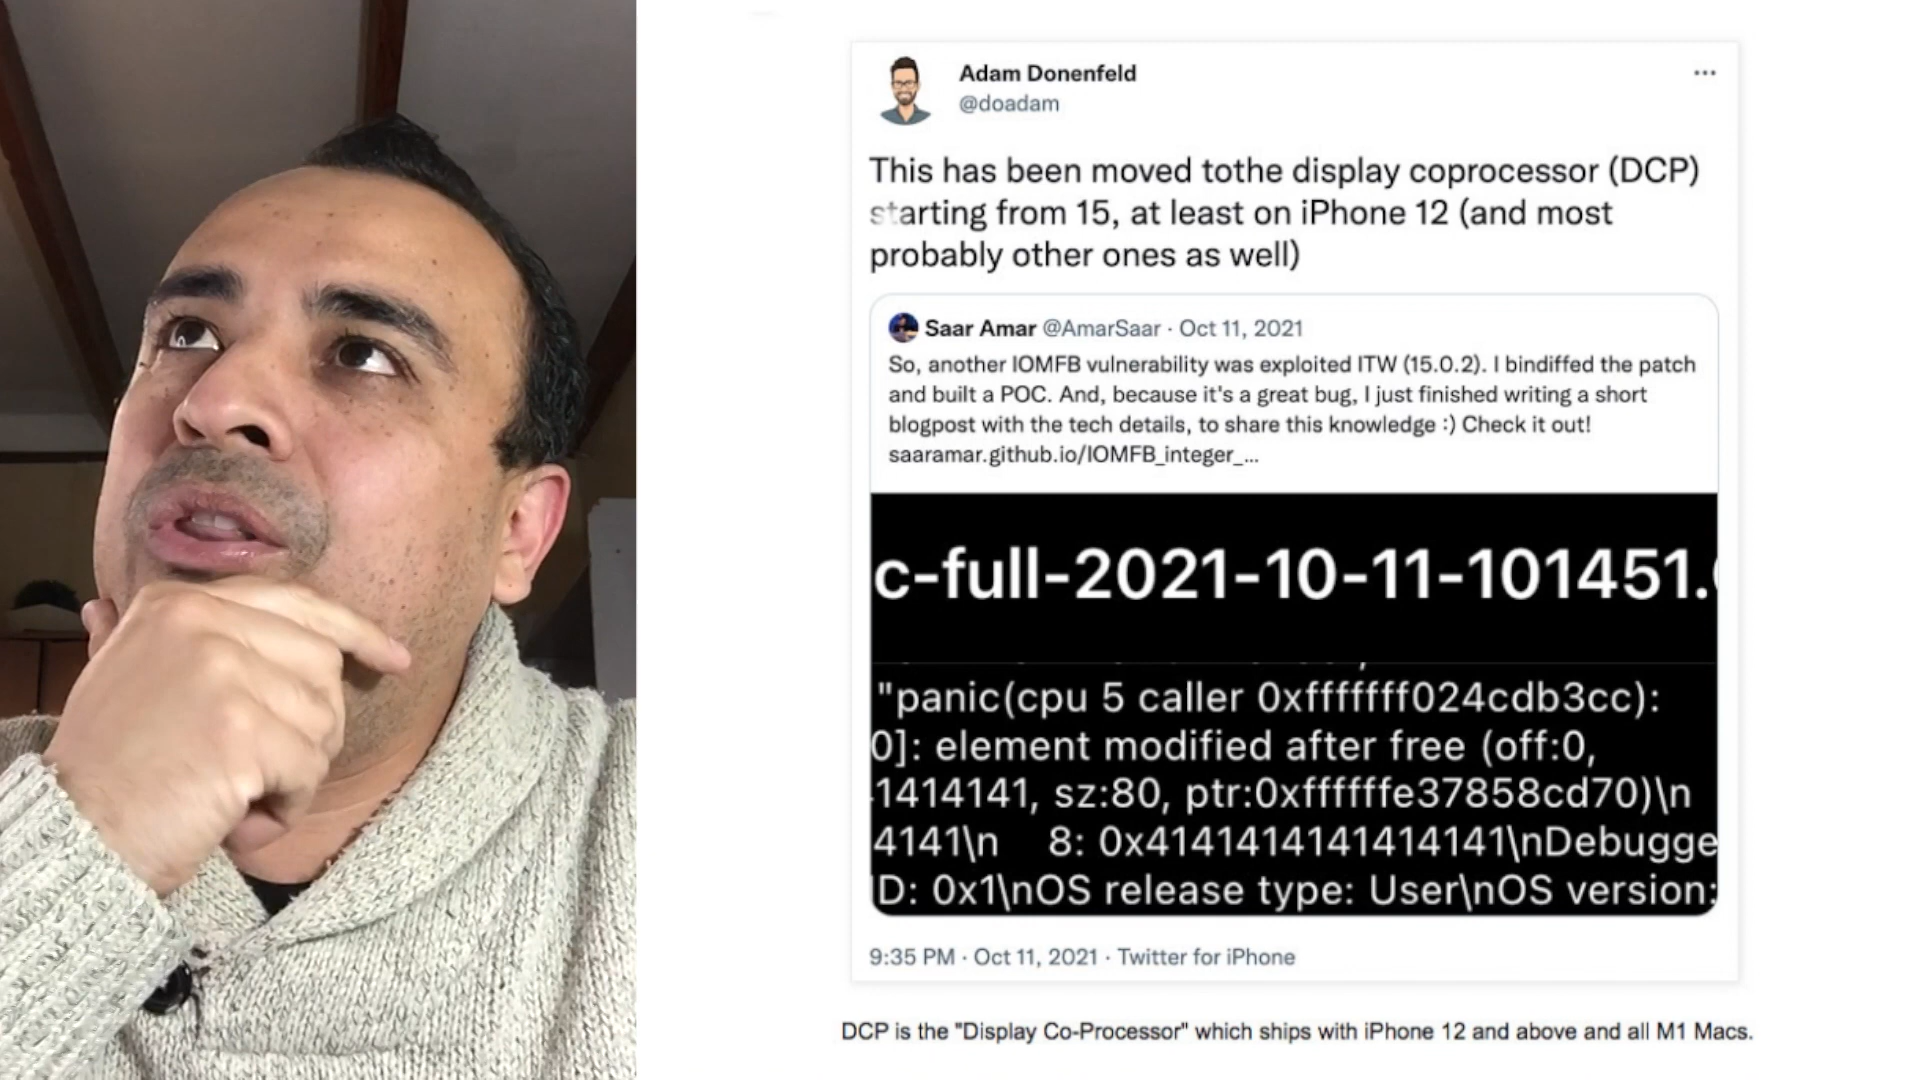 Adam Donenfeld
@doadam
This has been moved tothe display coprocessor (DCP)
starting from 15, at least on iPhone 12 (and most
probably other ones as well)
Saar Amar @AmarSaar · Oct 11, 2021
So, another IOMFB vulnerability was exploited ITW (15.0.2). I bindiffed the patch
and built a POC. And, because it's a great bug, I just finished writing a short
blogpost with the tech details, to share this knowledge :) Check it out!
saaramar.github.io/IOMFB_integer_...
c-full-2021-10-11-101451.
"panic(cpu 5 caller 0xfffffff024cdb3cc):
0]: element modified after free (off:0,
1414141, sz:80, ptr:0xffffffe37858cd70)\n
4141\n 8: 0x4141414141414141\nDebugge
ID: 0x1\nOS release type: User\nOS version:
9:35 PM · Oct 11, 2021 · Twitter for iPhone
DCP is the "Display Co-Processor" which ships with iPhone 12 and above and all M1 Macs.